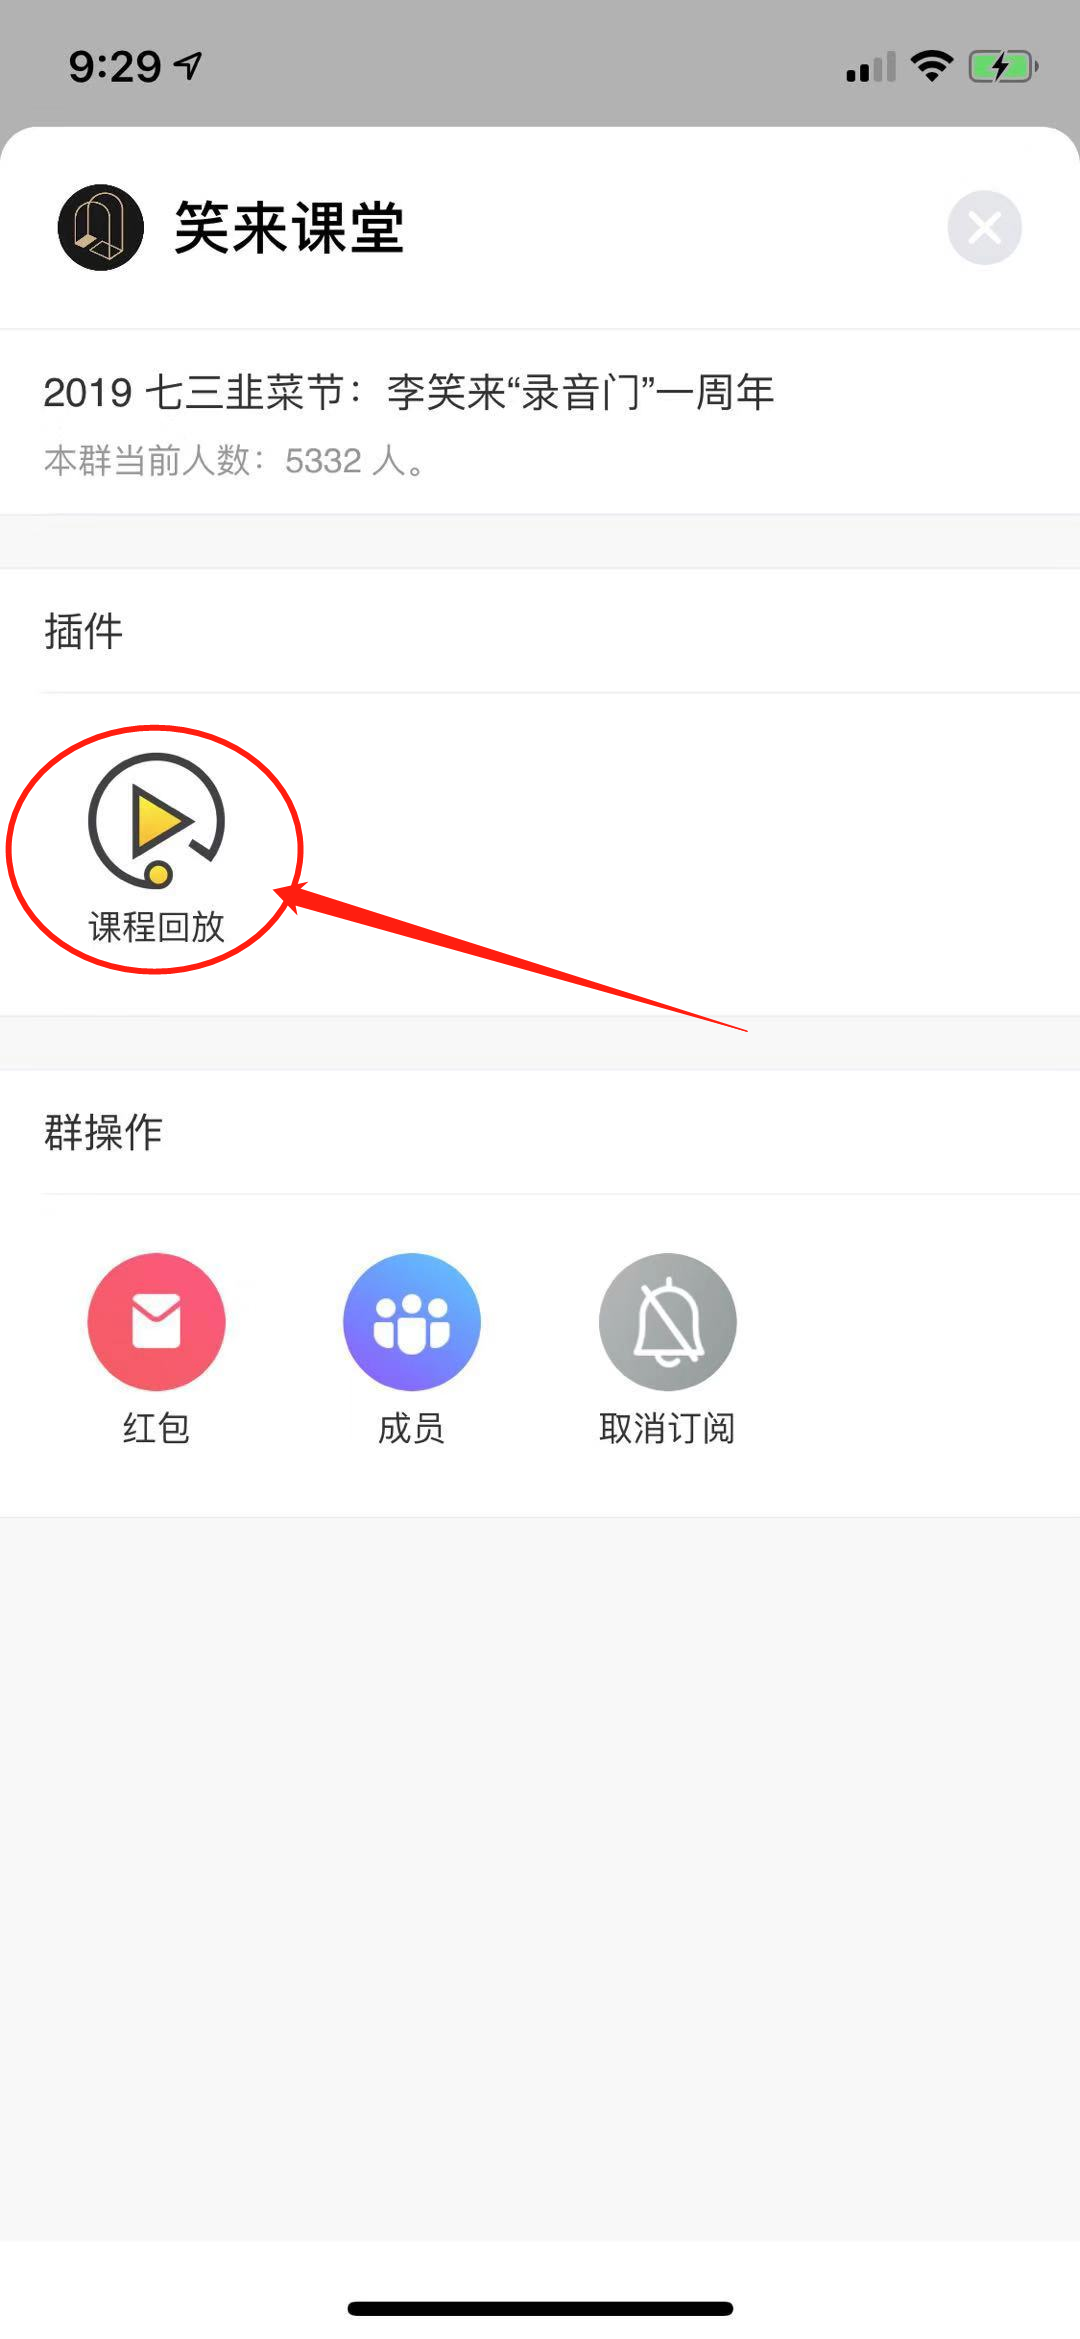 9:29
笑来课堂
2019 七三韭菜节：李笑来“录音门”一周年
本群当前人数：5332 人。
插件
课程回放
群操作
红包
成员
取消订阅